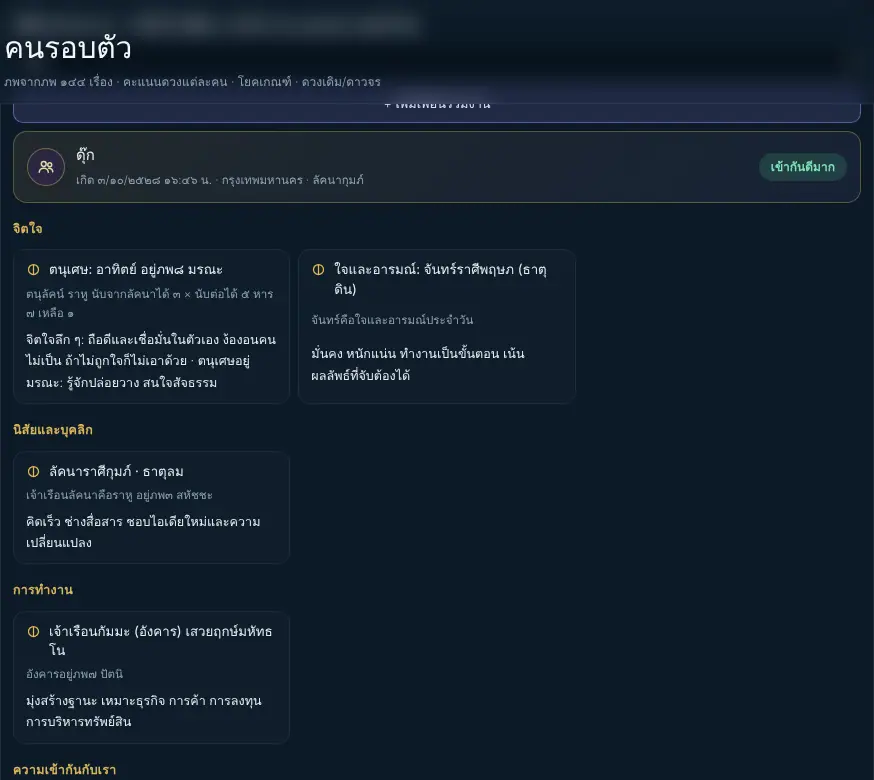 คนรอบตัว
ภพจากภพ ๑๔๔ เรื่อง · คะแนนดวงแต่ละคน · โยคเกณฑ์ · ดวงเดิม/ดาวจร
+ เพิ่มเพื่อนร่วมงาน
ตุ๊ก
เกิด ๓/๑๐/๒๕๒๘ ๑๖:๔๖ น. · กรุงเทพมหานคร · ลัคนากุมภ์
เข้ากันดีมาก
จิตใจ
ตนุเศษ: อาทิตย์ อยู่ภพ๘ มรณะ
ตนุลัคน์ ราหู นับจากลัคนาได้ ๓ × นับต่อได้ ๕ หาร
๗ เหลือ ๑
จิตใจลึก ๆ: ถือดีและเชื่อมั่นในตัวเอง ง้องอนคน
ไม่เป็น ถ้าไม่ถูกใจก็ไม่เอาด้วย · ตนุเศษอยู่
มรณะ: รู้จักปล่อยวาง สนใจสัจธรรม
ใจและอารมณ์: จันทร์ราศีพฤษภ (ธาตุ
ดิน)
จันทร์คือใจและอารมณ์ประจำวัน
มั่นคง หนักแน่น ทำงานเป็นขั้นตอน เน้น
ผลลัพธ์ที่จับต้องได้
นิสัยและบุคลิก
ลัคนาราศีกุมภ์ · ธาตุลม
เจ้าเรือนลัคนาคือราหู อยู่ภพ๓ สหัชชะ
คิดเร็ว ช่างสื่อสาร ชอบไอเดียใหม่และความ
เปลี่ยนแปลง
การทำงาน
เจ้าเรือนกัมมะ (อังคาร) เสวยฤกษ์มหัทธ
โน
อังคารอยู่ภพ๗ ปัตนิ
มุ่งสร้างฐานะ เหมาะธุรกิจ การค้า การลงทุน
การบริหารทรัพย์สิน
ความเข้ากันกับเรา